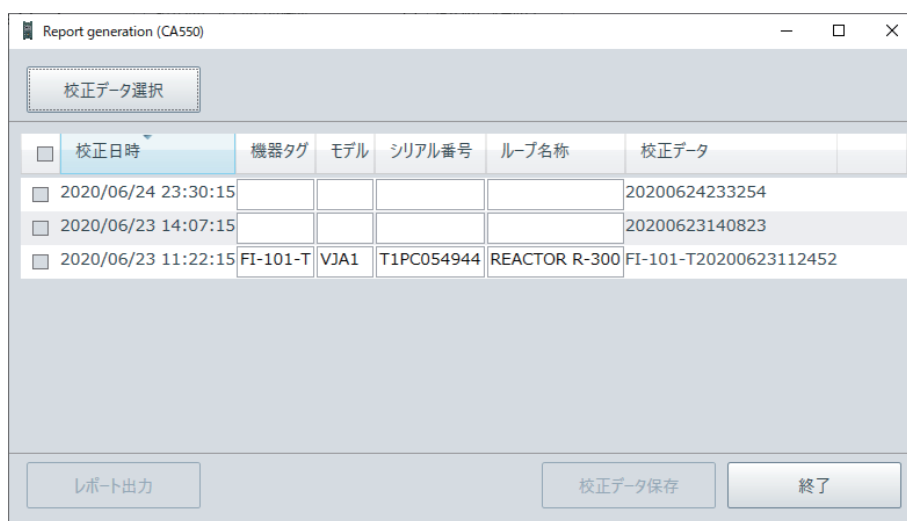 Report generation (CA550)
校正データ選択
校正日時 機器タグ モデル シリアル番号 ループ名称 校正データ
2020/06/24 23:30:15 20200624233254
2020/06/23 14:07:15 20200623140823
2020/06/23 11:22:15 FI-101-T VJA1 T1PC054944 REACTOR R-300 FI-101-T20200623112452
レポート出力 校正データ保存 終了